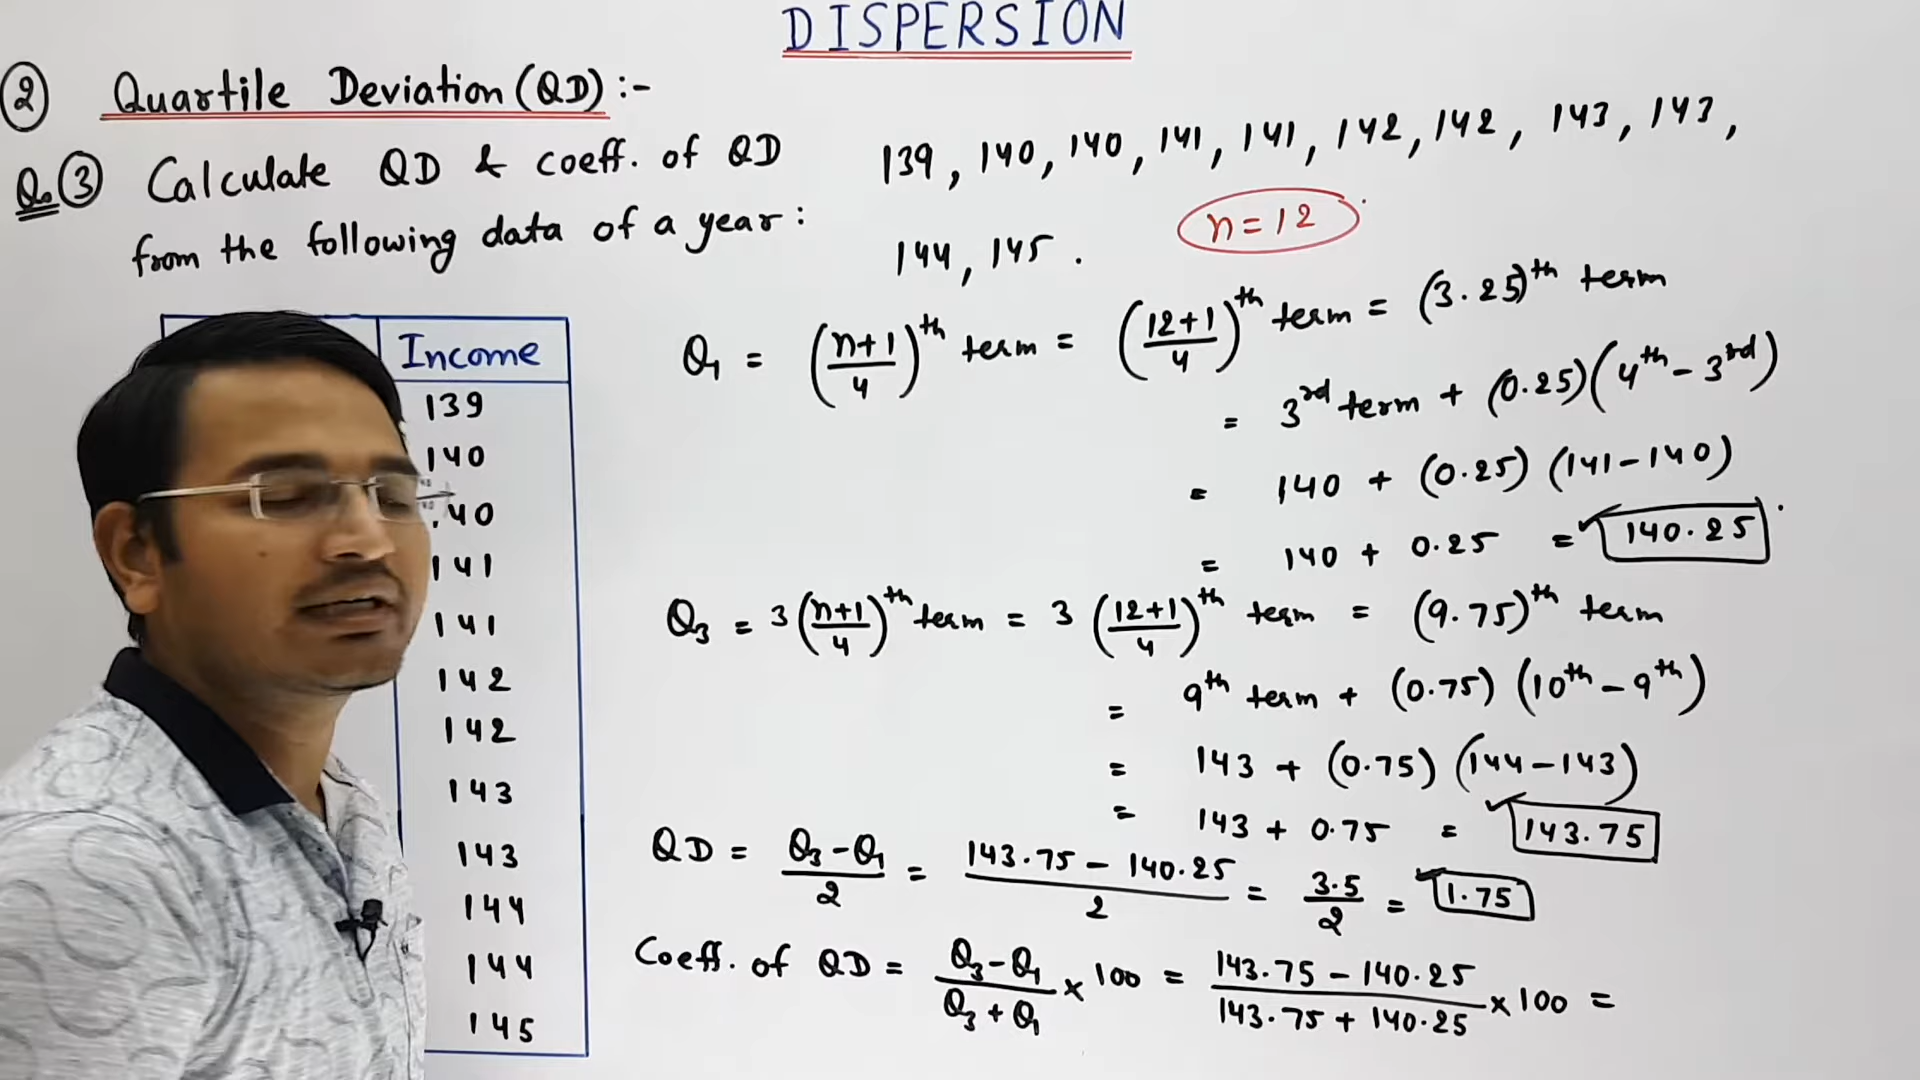 DISPERSION
② Quartile Deviation (QD) :-
Q.③ Calculate QD & coeff. of QD
from the following data of a year :
Income
139
140
140
141
141
142
142
143
143
144
144
145
139, 140, 140, 141, 141, 142, 142, 143, 143,
144, 145.
n = 12
Q₁ = ((n+1)/4)ᵗʰ term = ((12+1)/4)ᵗʰ term = (3.25)ᵗʰ term
= 3ʳᵈ term + (0.25)(4ᵗʰ - 3ʳᵈ)
= 140 + (0.25) (141 - 140)
= 140 + 0.25 = 140.25
Q₃ = 3((n+1)/4)ᵗʰ term = 3((12+1)/4)ᵗʰ term = (9.75)ᵗʰ term
= 9ᵗʰ term + (0.75) (10ᵗʰ - 9ᵗʰ)
= 143 + (0.75) (144 - 143)
= 143 + 0.75 = 143.75
QD = (Q₃ - Q₁)/2 = (143.75 - 140.25)/2 = 3.5/2 = 1.75
Coeff. of QD = (Q₃ - Q₁)/(Q₃ + Q₁) × 100 = (143.75 - 140.25)/(143.75 + 140.25) × 100 =